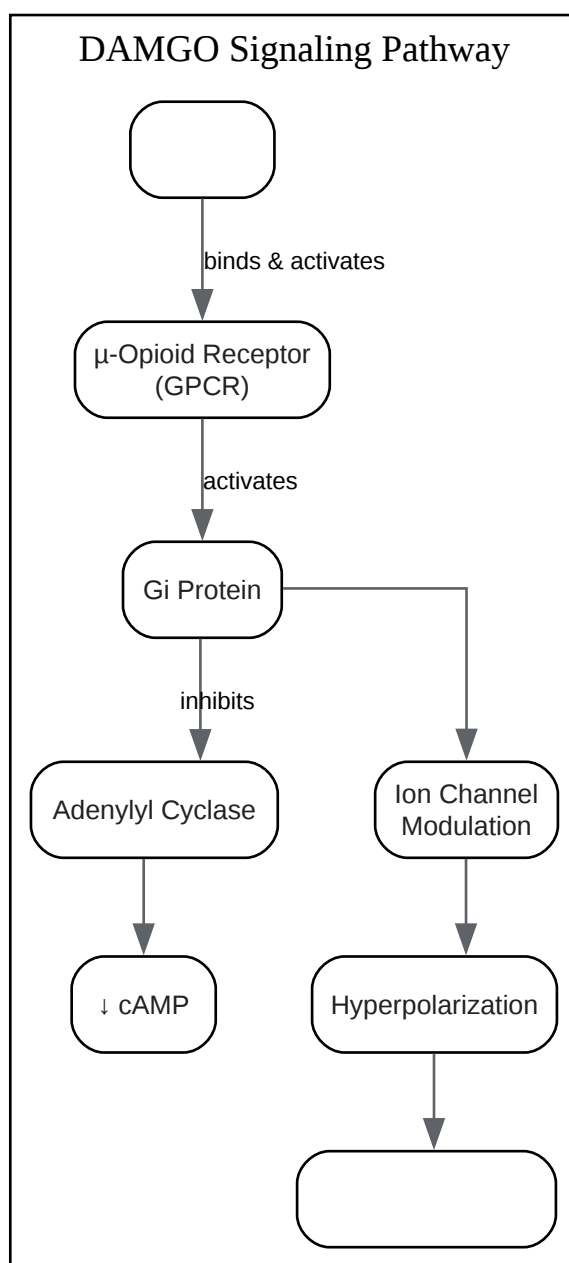 DAMGO Signaling Pathway
binds & activates
µ-Opioid Receptor
(GPCR)
activates
Gi Protein
inhibits
Adenylyl Cyclase
Ion Channel
Modulation
↓ cAMP
Hyperpolarization